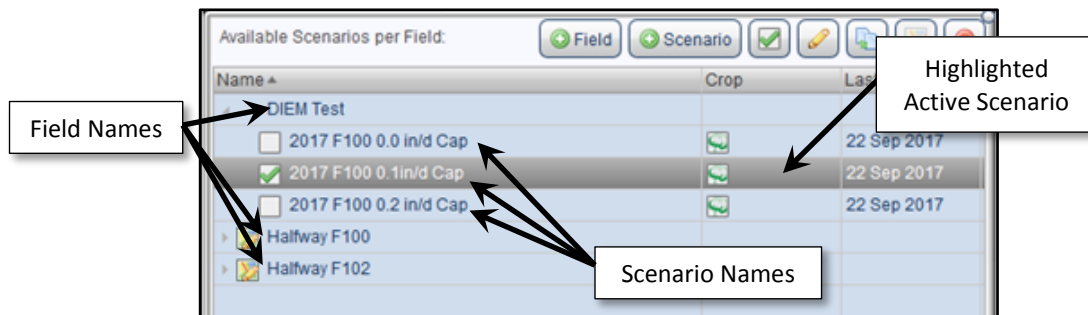 Available Scenarios per Field:
Field
Scenario
Highlighted
Active Scenario
Name
Crop
Field Names
DIEM Test
2017 F100 0.0 in/d Cap
22 Sep 2017
2017 F100 0.1in/d Cap
22 Sep 2017
2017 F100 0.2 in/d Cap
22 Sep 2017
Halfway F100
Halfway F102
Scenario Names